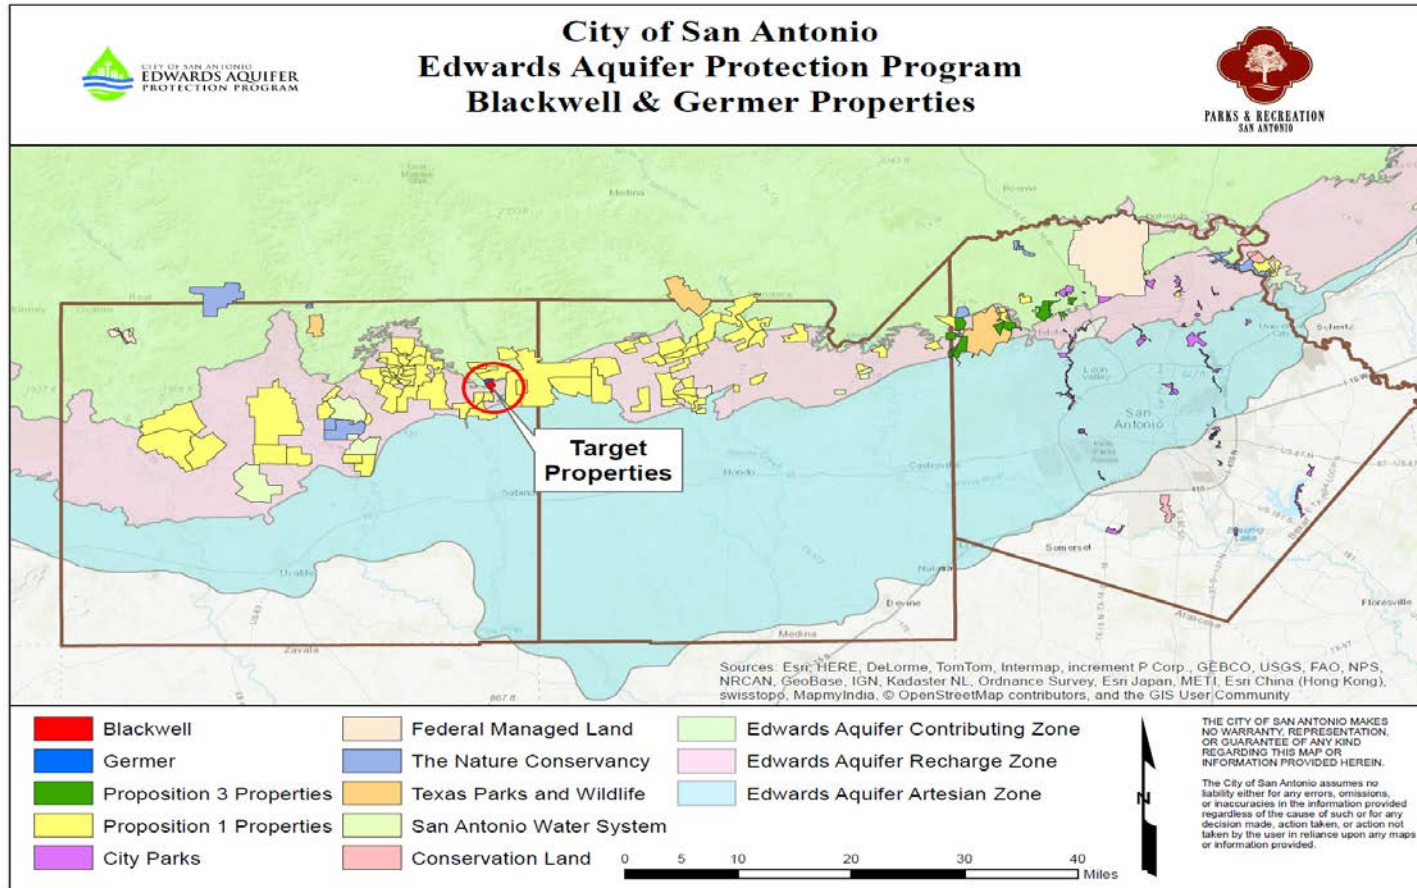 City of San Antonio
Edwards Aquifer Protection Program
Blackwell & Germer Properties
CITY OF SAN ANTONIO
EDWARDS AQUIFER
PROTECTION PROGRAM
PARKS & RECREATION
SAN ANTONIO
Medina
Boerne
Kinney
Real
Schertz
Helotes
Leon
Valley
San
Antonio
Target
Properties
Hondo
Castroville
Sabinal
Uvalde
Somerset
Natalia
Devine
Floresville
Atascosa
Medina
Zavala
867 ft
Sources: Esri, HERE, DeLorme, TomTom, Intermap, increment P Corp., GEBCO, USGS, FAO, NPS,
NRCAN, GeoBase, IGN, Kadaster NL, Ordnance Survey, Esri Japan, METI, Esri China (Hong Kong),
swisstopo, MapmyIndia, © OpenStreetMap contributors, and the GIS User Community
Blackwell
Germer
Proposition 3 Properties
Proposition 1 Properties
City Parks
Federal Managed Land
The Nature Conservancy
Texas Parks and Wildlife
San Antonio Water System
Conservation Land
Edwards Aquifer Contributing Zone
Edwards Aquifer Recharge Zone
Edwards Aquifer Artesian Zone
0 5 10 20 30 40
Miles
N
THE CITY OF SAN ANTONIO MAKES
NO WARRANTY, REPRESENTATION,
OR GUARANTEE OF ANY KIND
REGARDING THIS MAP OR
INFORMATION PROVIDED HEREIN.
The City of San Antonio assumes no
liability either for any errors, omissions,
or inaccuracies in the information provided
regardless of the cause of such or for any
decision made, action taken, or action not
taken by the user in reliance upon any maps
or information provided.